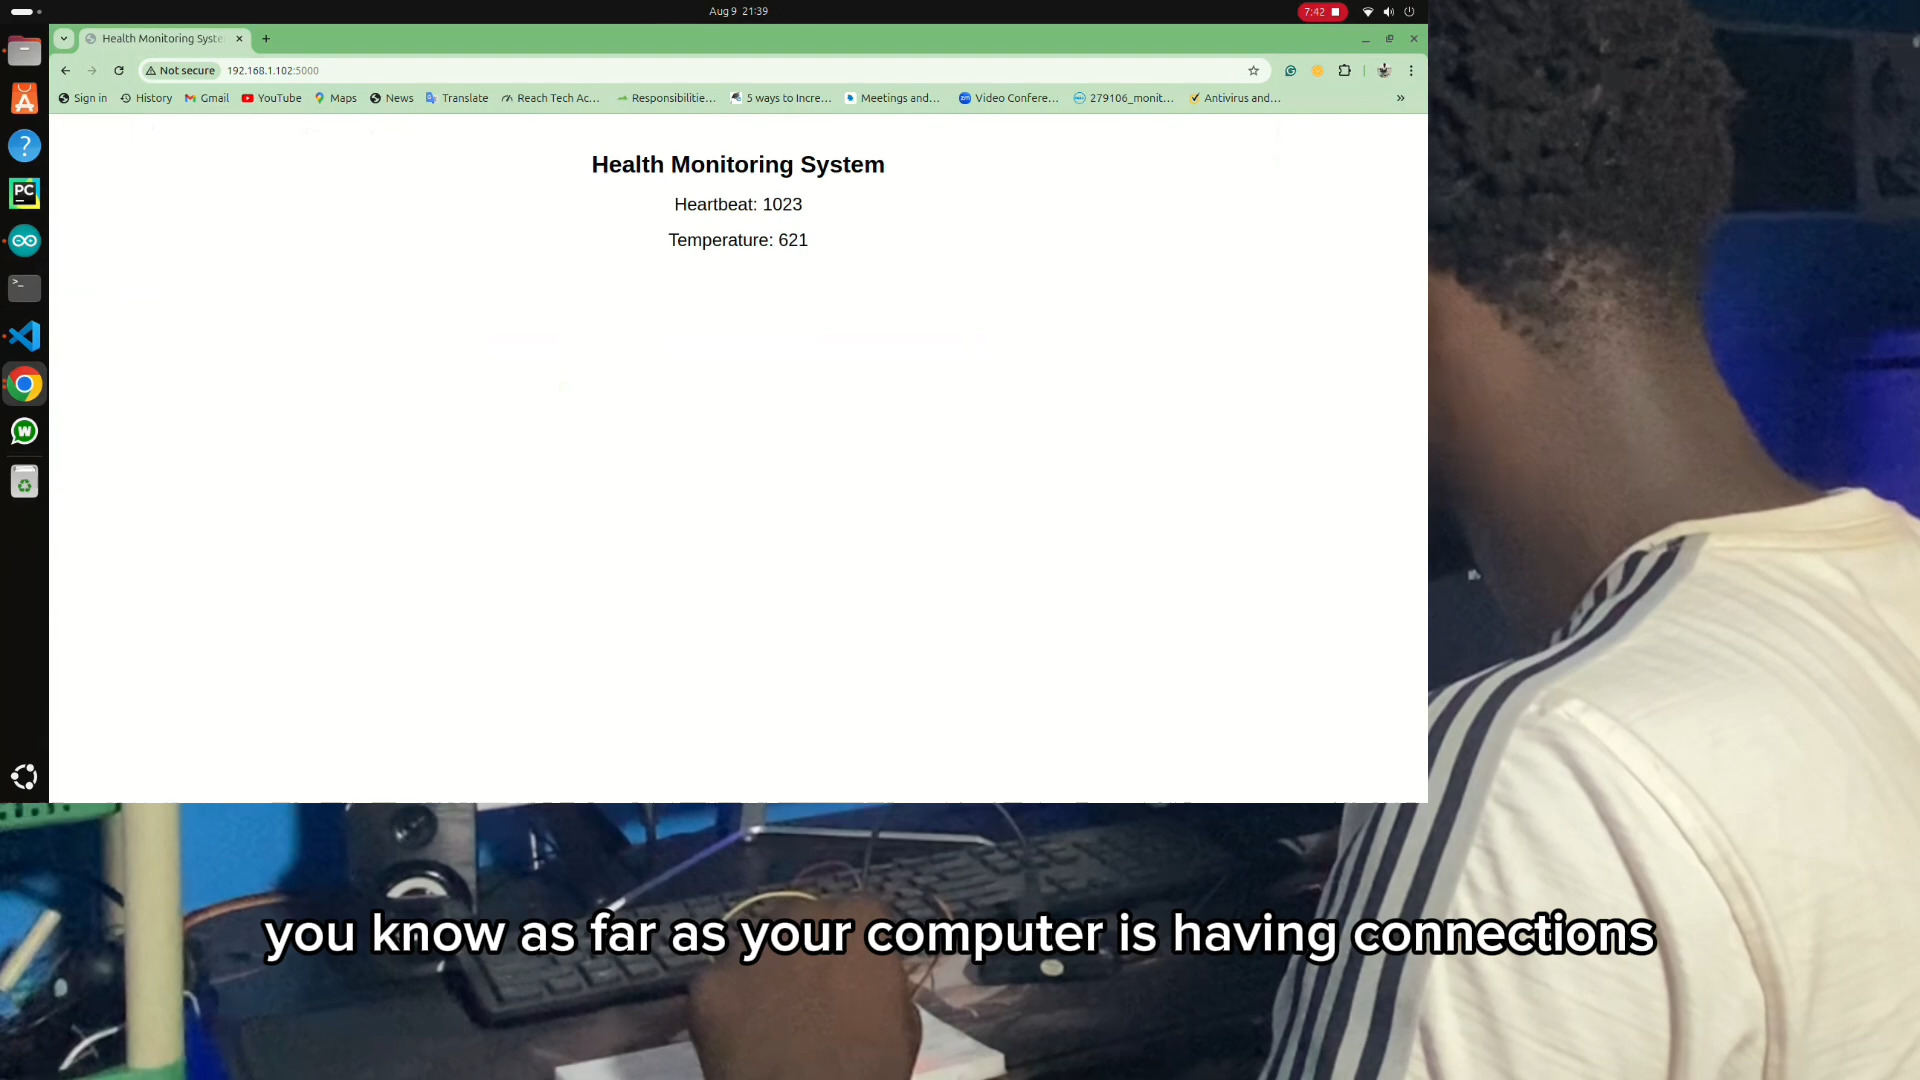 Aug 9 21:39
7:42
Health Monitoring Syste
Not secure 192.168.1.102:5000
Sign in History Gmail YouTube Maps News Translate Reach Tech Ac... Responsibilitie... 5 ways to Incre... Meetings and... Video Confere... 279106_monit... Antivirus and... »
Health Monitoring System
Heartbeat: 1023
Temperature: 621
PC
>_
W
you know as far as your computer is having connections